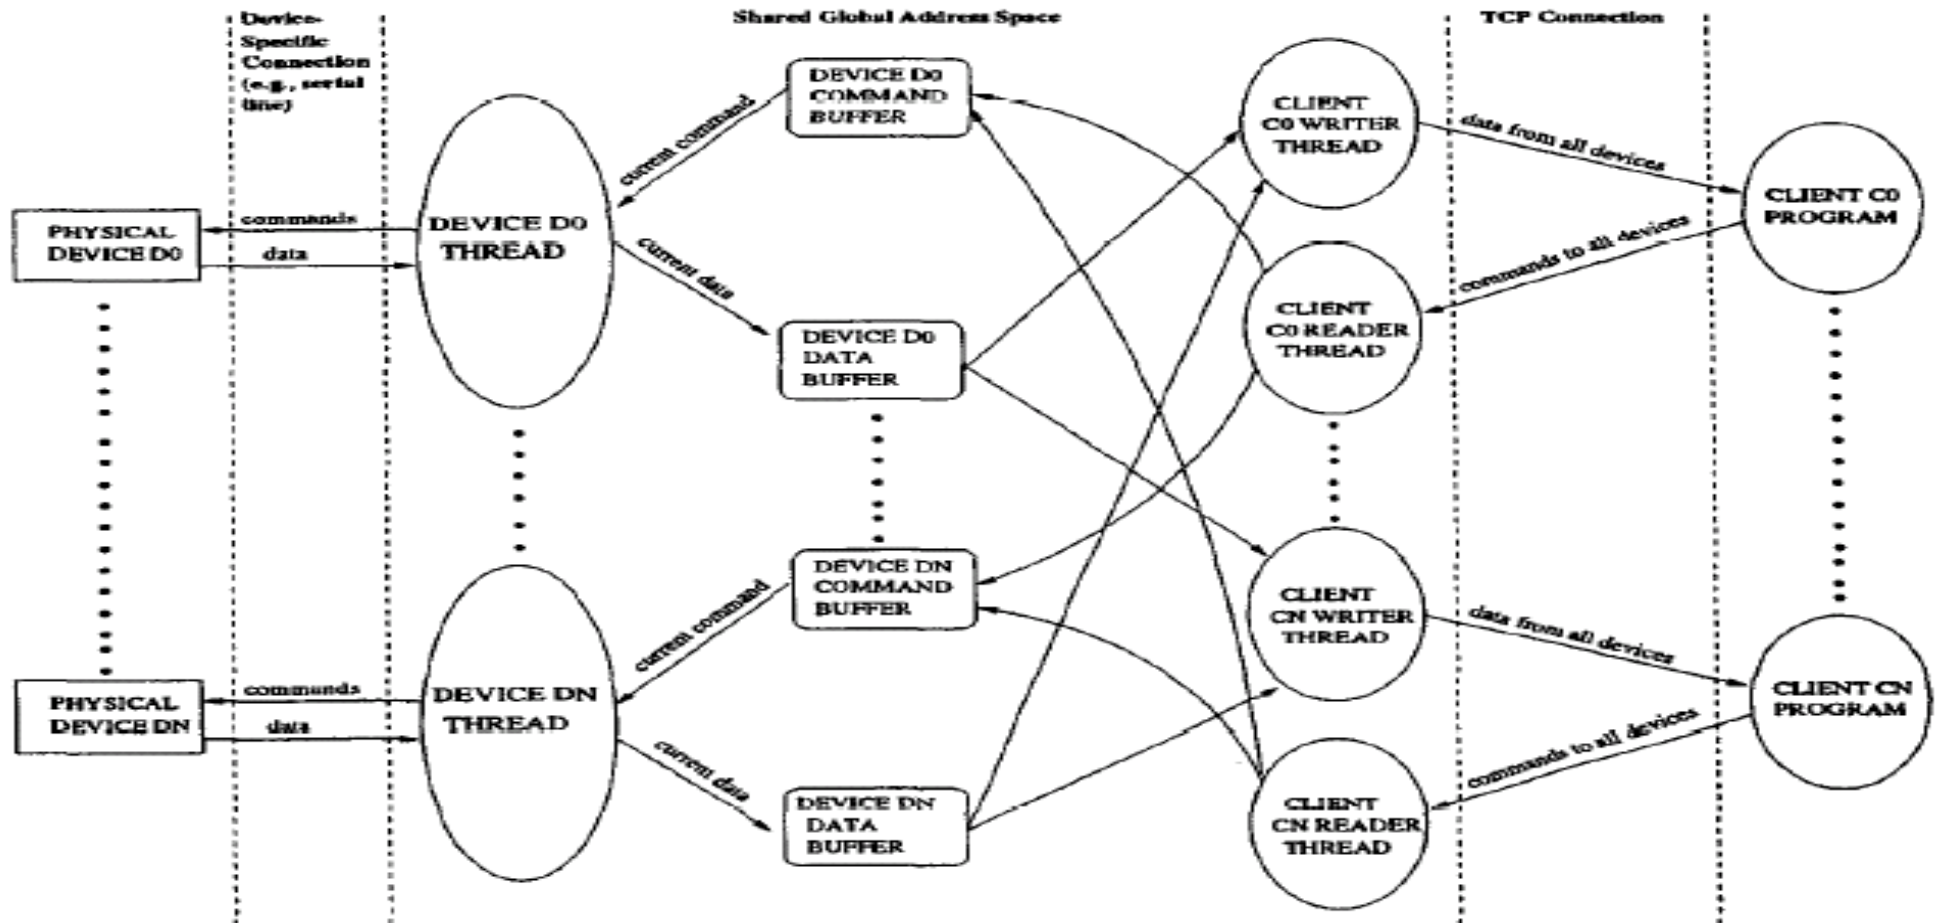 Device-
Specific
Connection
(e.g., serial
line)
Shared Global Address Space
TCP Connection
DEVICE D0
COMMAND
BUFFER
current command
CLIENT
C0 WRITER
THREAD
data from all devices
CLIENT C0
PROGRAM
PHYSICAL
DEVICE D0
commands
data
DEVICE D0
THREAD
current data
commands to all devices
CLIENT
C0 READER
THREAD
DEVICE D0
DATA
BUFFER
DEVICE DN
COMMAND
BUFFER
current command
CLIENT
CN WRITER
THREAD
data from all devices
CLIENT CN
PROGRAM
PHYSICAL
DEVICE DN
commands
data
DEVICE DN
THREAD
current data
commands to all devices
DEVICE DN
DATA
BUFFER
CLIENT
CN READER
THREAD